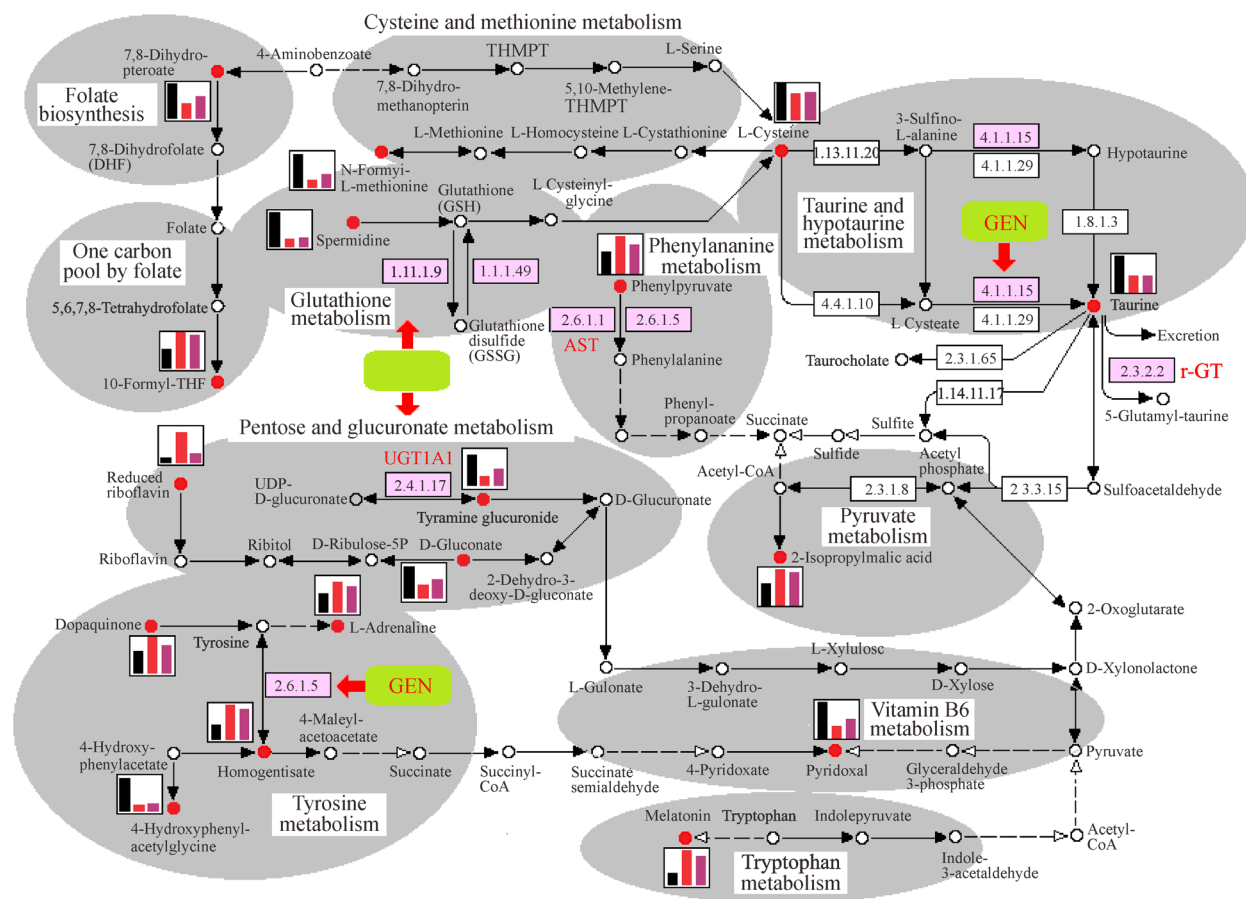 Cysteine and methionine metabolism
7,8-Dihydro-
pteroate
4-Aminobenzoate
THMPT
L-Serine
Folate
biosynthesis
7,8-Dihydro-
methanopterin
5,10-Methylene-
THMPT
L-Methionine
L-Homocysteine
L-Cystathionine
L-Cysteine
3-Sulfino-
L-alanine
4.1.1.15
1.13.11.20
4.1.1.29
Hypotaurine
7,8-Dihydrofolate
(DHF)
N-Formyi-
L-methionine
Glutathione
(GSH)
L Cysteinyl-
glycine
Taurine and
hypotaurine
metabolism
GEN
1.8.1.3
Folate
Spermidine
One carbon
pool by folate
Phenylananine
metabolism
1.11.1.9
1.1.1.49
Phenylpyruvate
4.1.1.15
5,6,7,8-Tetrahydrofolate
Glutathione
metabolism
4.4.1.10
L Cysteate
4.1.1.29
Taurine
2.6.1.1
2.6.1.5
AST
Glutathione
disulfide
(GSSG)
Excretion
Phenylalanine
Taurocholate
2.3.1.65
2.3.2.2
r-GT
10-Formyl-THF
1.14.11.17
5-Glutamyl-taurine
Phenyl-
propanoate
Succinate
Sulfite
Pentose and glucuronate metabolism
Sulfide
Acetyl
phosphate
UGT1A1
Acetyl-CoA
Reduced
riboflavin
UDP-
D-glucuronate
2.4.1.17
D-Glucuronate
2.3.1.8
2 3.3.15
Sulfoacetaldehyde
Tyramine glucuronide
Pyruvate
metabolism
Riboflavin
Ribitol
D-Ribulose-5P
D-Gluconate
2-Isopropylmalic acid
2-Dehydro-3-
deoxy-D-gluconate
2-Oxoglutarate
Dopaquinone
Tyrosine
L-Adrenaline
L-Xylulosc
2.6.1.5
GEN
L-Gulonate
3-Dehydro-
L-gulonate
D-Xylose
D-Xylonolactone
4-Maleyl-
acetoacetate
Vitamin B6
metabolism
4-Hydroxy-
phenylacetate
Homogentisate
Succinate
Succinyl-
CoA
Succinate
semialdehyde
4-Pyridoxate
Pyridoxal
Glyceraldehyde
3-phosphate
Pyruvate
Tyrosine
metabolism
4-Hydroxyphenyl-
acetylglycine
Melatonin
Tryptophan
Indolepyruvate
Acetyl-
CoA
Tryptophan
metabolism
Indole-
3-acetaldehyde